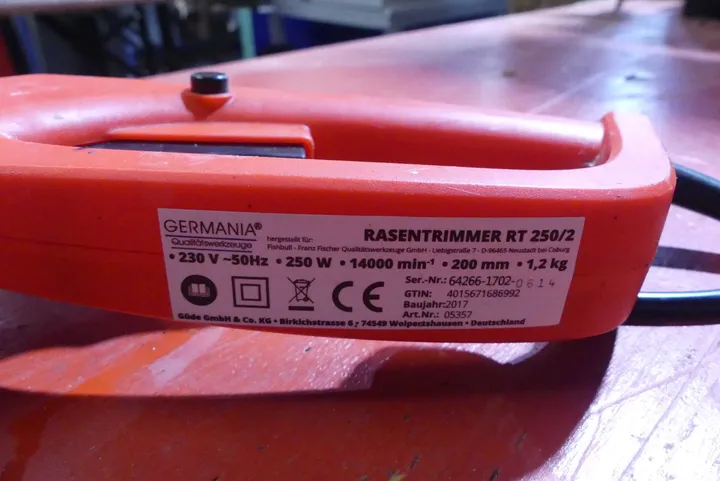 GERMANIA®
Qualitätswerkzeuge
hergestellt für:
RASENTRIMMER RT 250/2
Fishbull - Franz Fischer Qualitätswerkzeuge GmbH - Liebigstraße 7 - D-96465 Neustadt bei Coburg
• 230 V ~50Hz • 250 W • 14000 min⁻¹ • 200 mm • 1,2 kg
Ser.-Nr.: 64266-1702-0614
GTIN: 4015671686992
Baujahr:2017
Art.Nr.: 05357
CE
Güde GmbH & Co. KG • Birkichstrasse 6 • 74549 Wolpertshausen • Deutschland